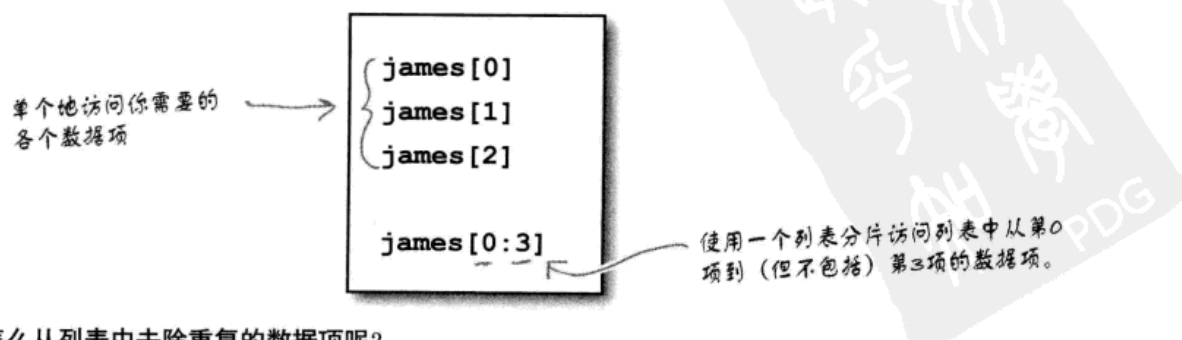 james[0]
单个地访问你需要的
各个数据项
james[1]
james[2]
james[0:3]
使用一个列表分片访问列表中从第0
项到（但不包括）第3项的数据项。
么从列表中去除重复的数据项呢?
PDG